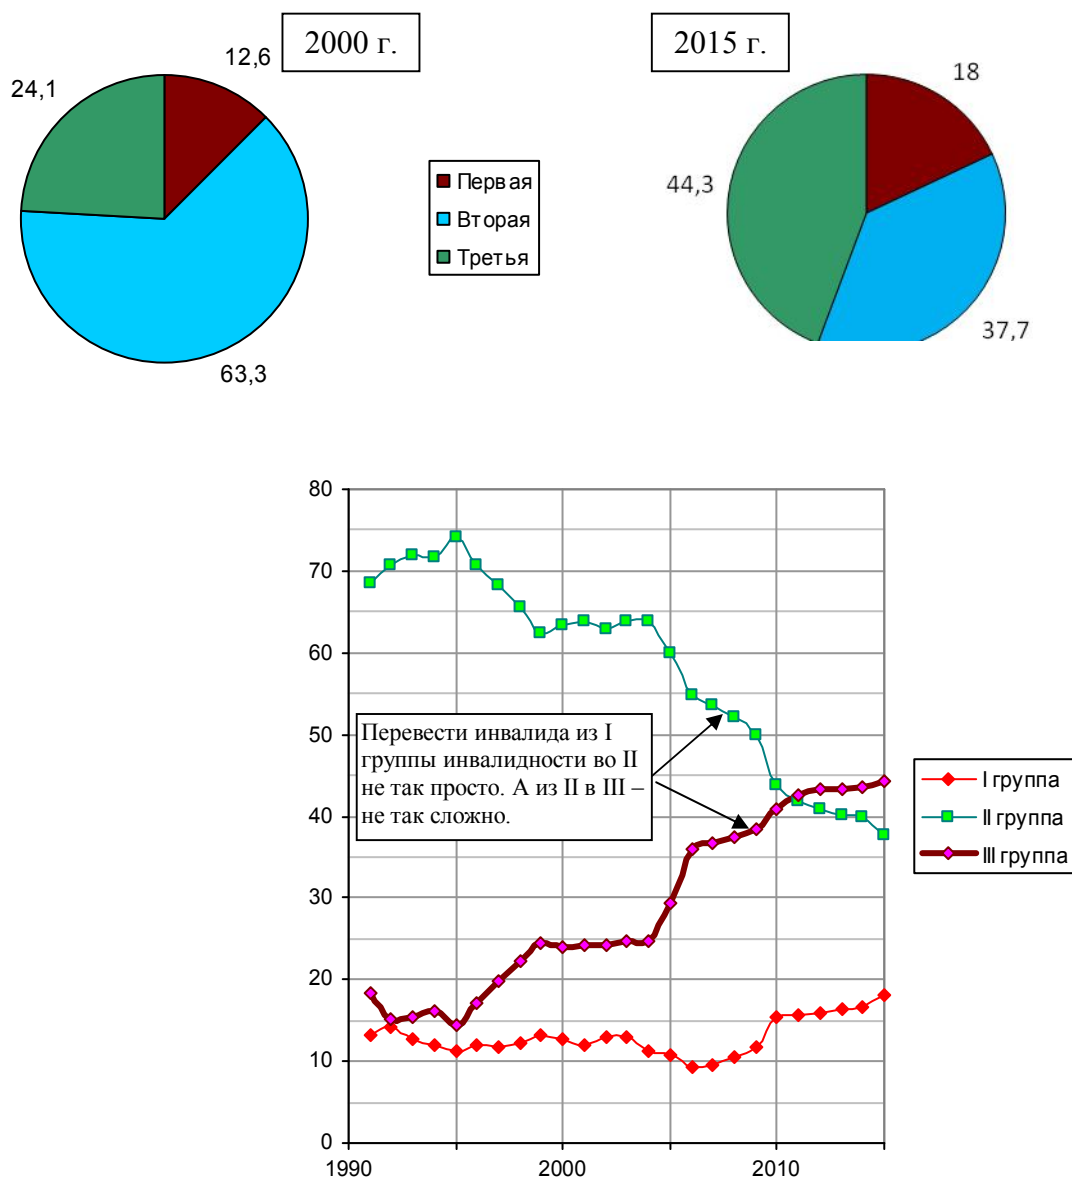 2000 г.
2015 г.
12,6
24,1
63,3
Первая
Вторая
Третья
18
44,3
37,7
80
70
60
50
40
30
20
10
0
1990
2000
2010
Перевести инвалида из I
группы инвалидности во II
не так просто. А из II в III –
не так сложно.
I группа
II группа
III группа